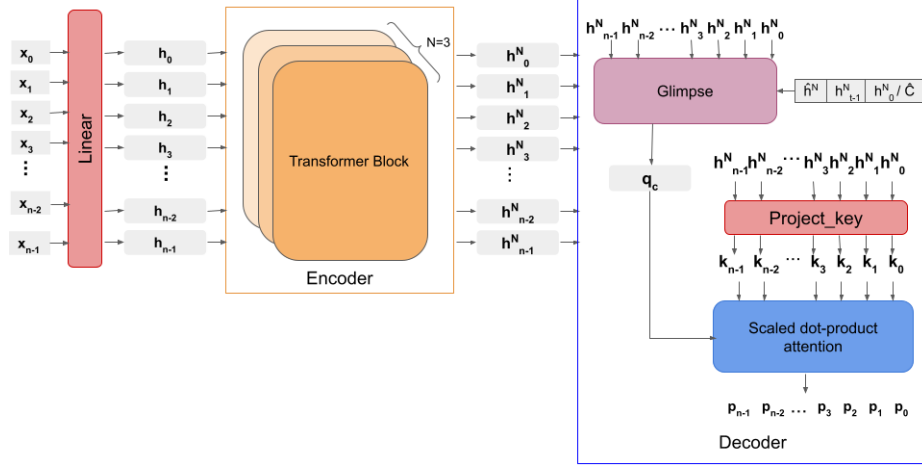 x0
x1
x2
x3
...
xn-2
xn-1
Linear
h0
h1
h2
h3
...
hn-2
hn-1
N=3
Transformer Block
Encoder
hN0
hN1
hN2
hN3
...
hNn-2
hNn-1
hNn-1 hNn-2 ... hN3 hN2 hN1 hN0
Glimpse
ĥN hNt-1 hN0 / Ĉ
qc
hNn-1 hNn-2 ... hN3 hN2 hN1 hN0
Project_key
kn-1 kn-2 ... k3 k2 k1 k0
Scaled dot-product
attention
pn-1 pn-2 ... p3 p2 p1 p0
Decoder